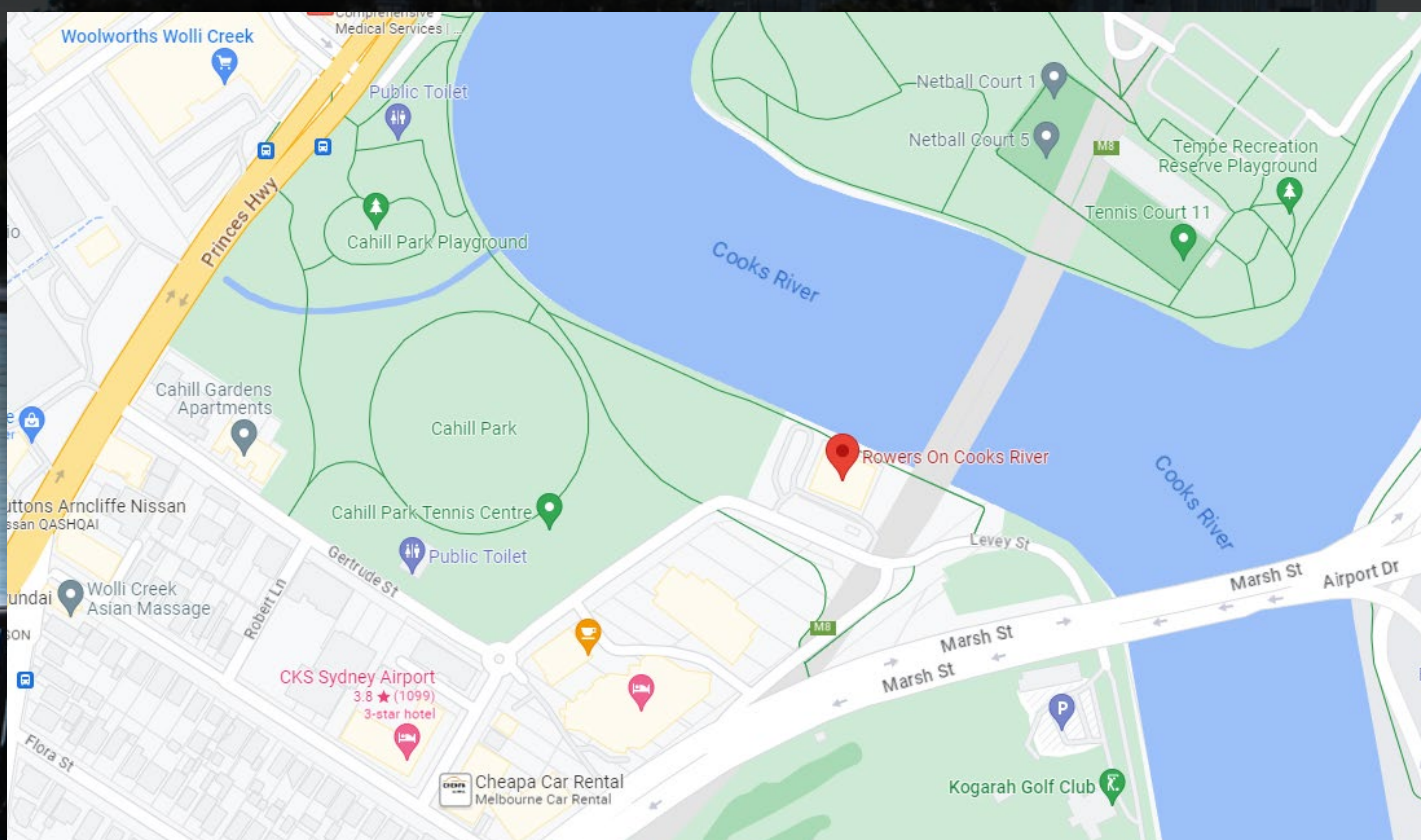 Comprehensive
Medical Services | ...
Woolworths Wolli Creek
Public Toilet
Netball Court 1
Netball Court 5
M8
Tempe Recreation
Reserve Playground
Princes Hwy
Cahill Park Playground
Tennis Court 11
Cooks River
Cahill Gardens
Apartments
Cahill Park
Rowers On Cooks River
Cooks River
Cahill Park Tennis Centre
Public Toilet
Arncliffe Nissan
QASHQAI
Gertrude St
Levey St
Wolli Creek
Asian Massage
Robert Ln
Marsh St
Airport Dr
M8
Marsh St
Marsh St
CKS Sydney Airport
3.8 ★ (1099)
3-star hotel
P
Flora St
Cheapa Car Rental
Melbourne Car Rental
Kogarah Golf Club